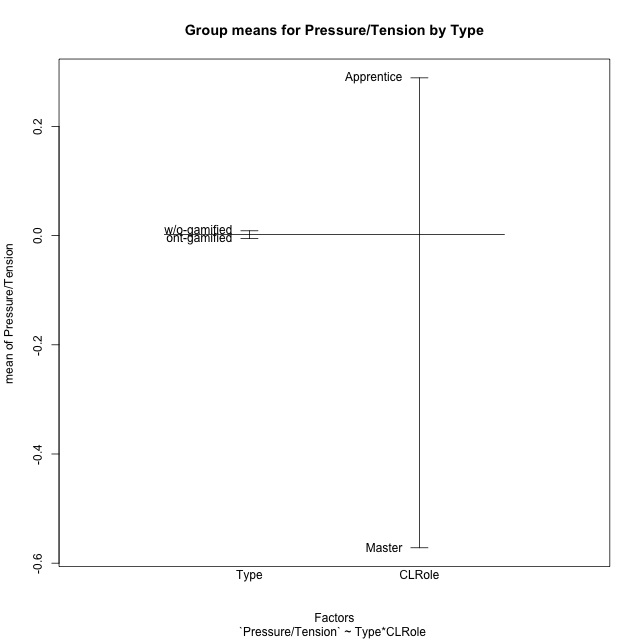 Group means for Pressure/Tension by Type
mean of Pressure/Tension
0.2
0.0
-0.2
-0.4
-0.6
Apprentice
w/o-gamified
ont-gamified
Master
Type CLRole
Factors
`Pressure/Tension` ~ Type*CLRole